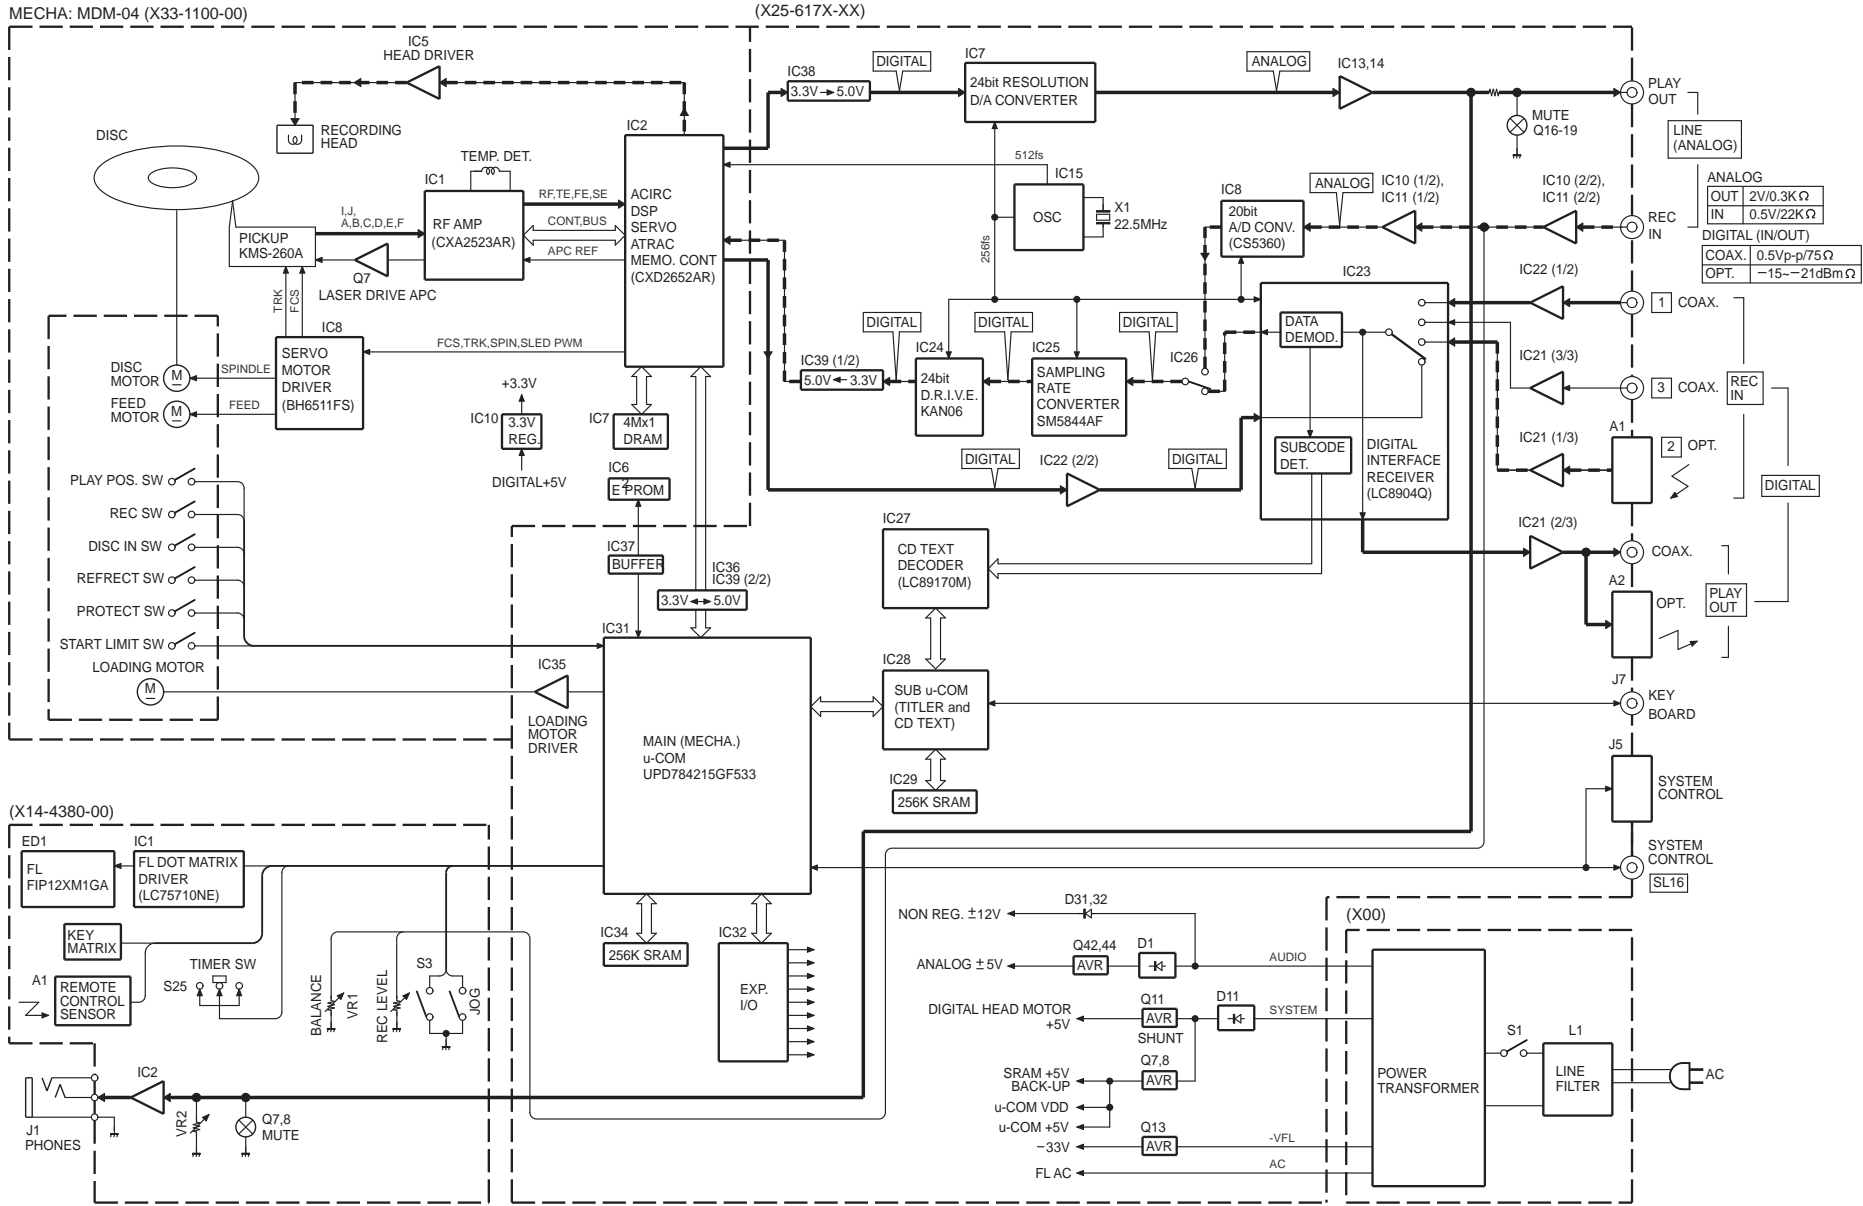 MECHA: MDM-04 (X33-1100-00)
(X25-617X-XX)
IC5
HEAD DRIVER
RECORDING
HEAD
DISC
TEMP. DET.
IC1
RF AMP
(CXA2523AR)
I,J,
A,B,C,D,E,F
PICKUP
KMS-260A
Q7
LASER DRIVE APC
TRK
FCS
RF,TE,FE,SE
CONT,BUS
APC REF
IC2
ACIRC
DSP
SERVO
ATRAC
MEMO. CONT
(CXD2652AR)
IC8
SERVO
MOTOR
DRIVER
(BH6511FS)
FCS,TRK,SPIN,SLED PWM
DISC
MOTOR
M
SPINDLE
FEED
MOTOR
M
FEED
+3.3V
IC10
3.3V
REG.
DIGITAL+5V
IC7
4Mx1
DRAM
IC6
E2PROM
IC37
BUFFER
IC36
IC39 (2/2)
3.3V
5.0V
PLAY POS. SW
REC SW
DISC IN SW
REFRECT SW
PROTECT SW
START LIMIT SW
LOADING MOTOR
M
IC35
LOADING
MOTOR
DRIVER
IC38
3.3V
5.0V
DIGITAL
IC7
24bit RESOLUTION
D/A CONVERTER
ANALOG
IC13,14
PLAY
OUT
MUTE
Q16-19
LINE
(ANALOG)
512fs
IC15
OSC
X1
22.5MHz
256fs
IC8
20bit
A/D CONV.
(CS5360)
ANALOG
IC10 (1/2),
IC11 (1/2)
IC10 (2/2),
IC11 (2/2)
REC
IN
ANALOG
OUT
2V/0.3KΩ
IN
0.5V/22KΩ
DIGITAL (IN/OUT)
COAX.
0.5Vp-p/75Ω
OPT.
−15~−21dBmΩ
IC39 (1/2)
5.0V
3.3V
DIGITAL
IC24
24bit
D.R.I.V.E.
KAN06
DIGITAL
IC25
SAMPLING
RATE
CONVERTER
SM5844AF
DIGITAL
IC26
IC23
DATA
DEMOD.
SUBCODE
DET.
DIGITAL
INTERFACE
RECEIVER
(LC8904Q)
IC22 (1/2)
1
COAX.
IC21 (3/3)
3
COAX.
REC
IN
IC21 (1/3)
A1
2
OPT.
DIGITAL
DIGITAL
IC22 (2/2)
DIGITAL
IC21 (2/3)
COAX.
A2
OPT.
PLAY
OUT
IC27
CD TEXT
DECODER
(LC89170M)
IC28
SUB u-COM
(TITLER and
CD TEXT)
IC29
256K SRAM
J7
KEY
BOARD
J5
SYSTEM
CONTROL
SYSTEM
CONTROL
SL16
IC31
MAIN (MECHA.)
u-COM
UPD784215GF533
IC34
256K SRAM
IC32
EXP.
I/O
(X14-4380-00)
ED1
FL
FIP12XM1GA
IC1
FL DOT MATRIX
DRIVER
(LC75710NE)
KEY
MATRIX
A1
REMOTE
CONTROL
SENSOR
TIMER SW
S25
BALANCE
VR1
REC LEVEL
S3
JOG
J1
PHONES
IC2
VR2
Q7,8
MUTE
NON REG. ±12V
D31,32
ANALOG ±5V
Q42,44
AVR
D1
AUDIO
DIGITAL HEAD MOTOR
+5V
Q11
AVR
SHUNT
D11
SYSTEM
SRAM +5V
BACK-UP
Q7,8
AVR
u-COM VDD
u-COM +5V
−33V
Q13
AVR
-VFL
FL AC
AC
(X00)
POWER
TRANSFORMER
S1
L1
LINE
FILTER
AC